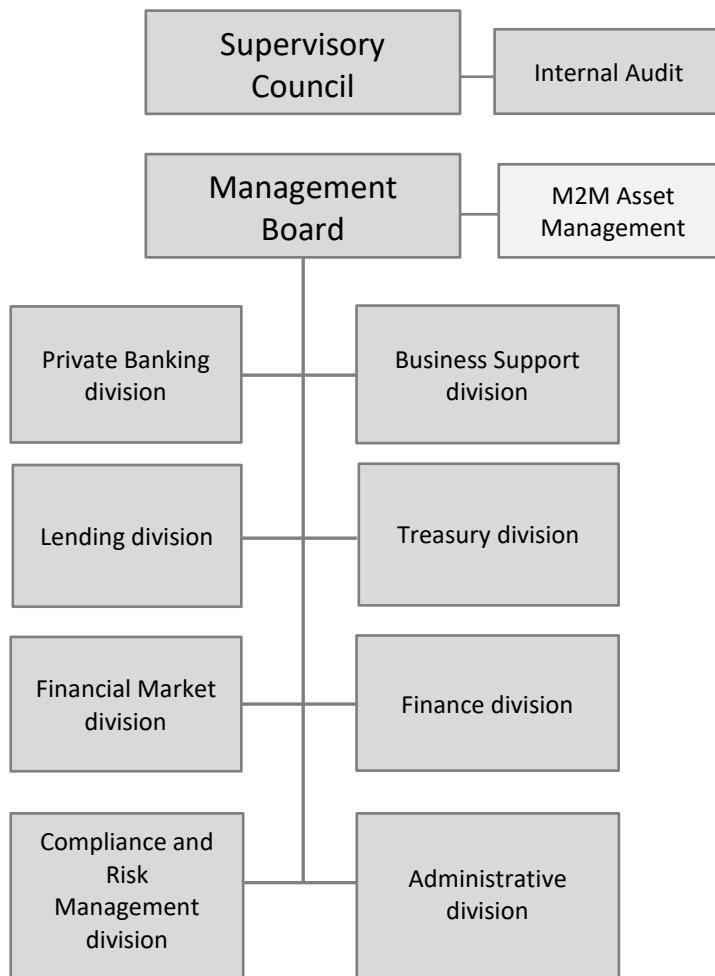 Supervisory
Council
Internal Audit
Management
Board
M2M Asset
Management
Private Banking
division
Business Support
division
Lending division
Treasury division
Financial Market
division
Finance division
Compliance and
Risk
Management
division
Administrative
division